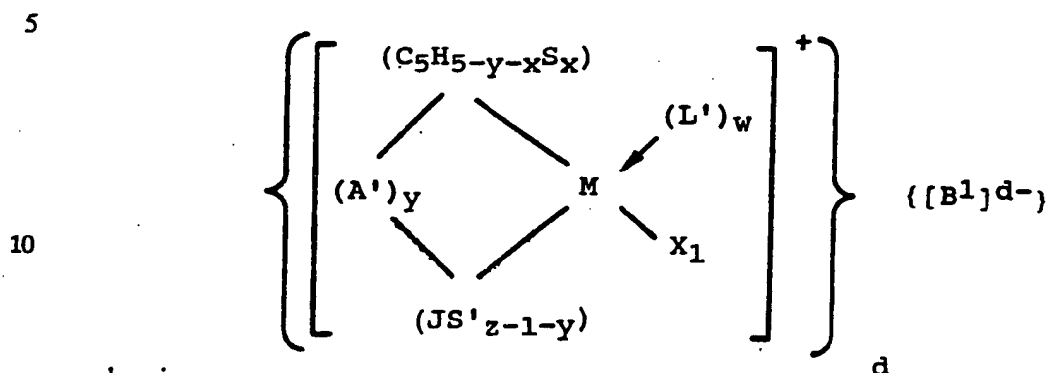 5
(C5H5-y-xSx)
+
(L')w
(A')y
M
{[B1]d-}
10
X1
(JS'z-1-y)
d